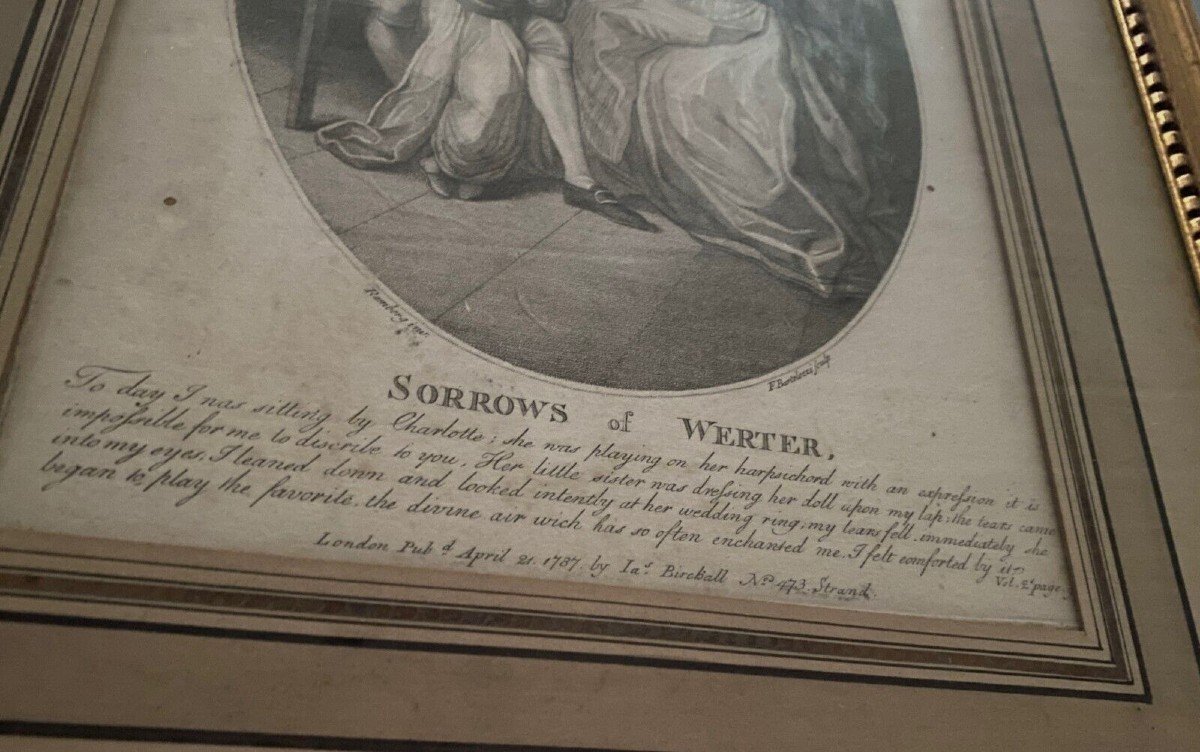 Ramberg inv.
F. Bartolozzi sculp
SORROWS of WERTER.
To day I was sitting by Charlotte; she was playing on her harpsichord with an expreſsion it is
impoſsible for me to discribe to you. Her little sister was dreſsing her doll upon my lap; the tears came
into my eyes. I leaned down and looked intently at her wedding ring; my tears fell. immediately she
began to play the favorite. the divine air wich has so often enchanted me. I felt comforted by it
Vol. 2d page
London Pub.d April 21. 1787. by Ja.s Birchall No. 473. Strand.